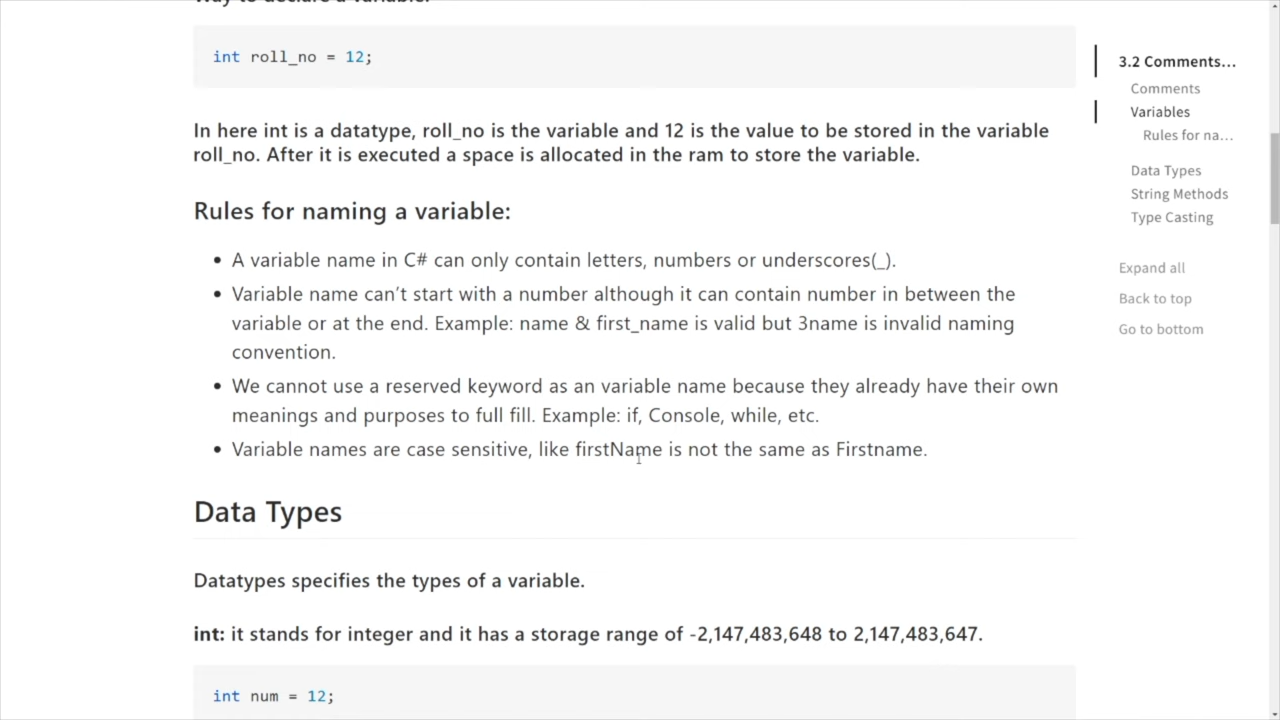 way to declare a variable:
int roll_no = 12;
In here int is a datatype, roll_no is the variable and 12 is the value to be stored in the variable
roll_no. After it is executed a space is allocated in the ram to store the variable.
Rules for naming a variable:
• A variable name in C# can only contain letters, numbers or underscores(_).
• Variable name can't start with a number although it can contain number in between the
variable or at the end. Example: name & first_name is valid but 3name is invalid naming
convention.
• We cannot use a reserved keyword as an variable name because they already have their own
meanings and purposes to full fill. Example: if, Console, while, etc.
• Variable names are case sensitive, like firstName is not the same as Firstname.
Data Types
Datatypes specifies the types of a variable.
int: it stands for integer and it has a storage range of -2,147,483,648 to 2,147,483,647.
int num = 12;
3.2 Comments...
Comments
Variables
Rules for na...
Data Types
String Methods
Type Casting
Expand all
Back to top
Go to bottom